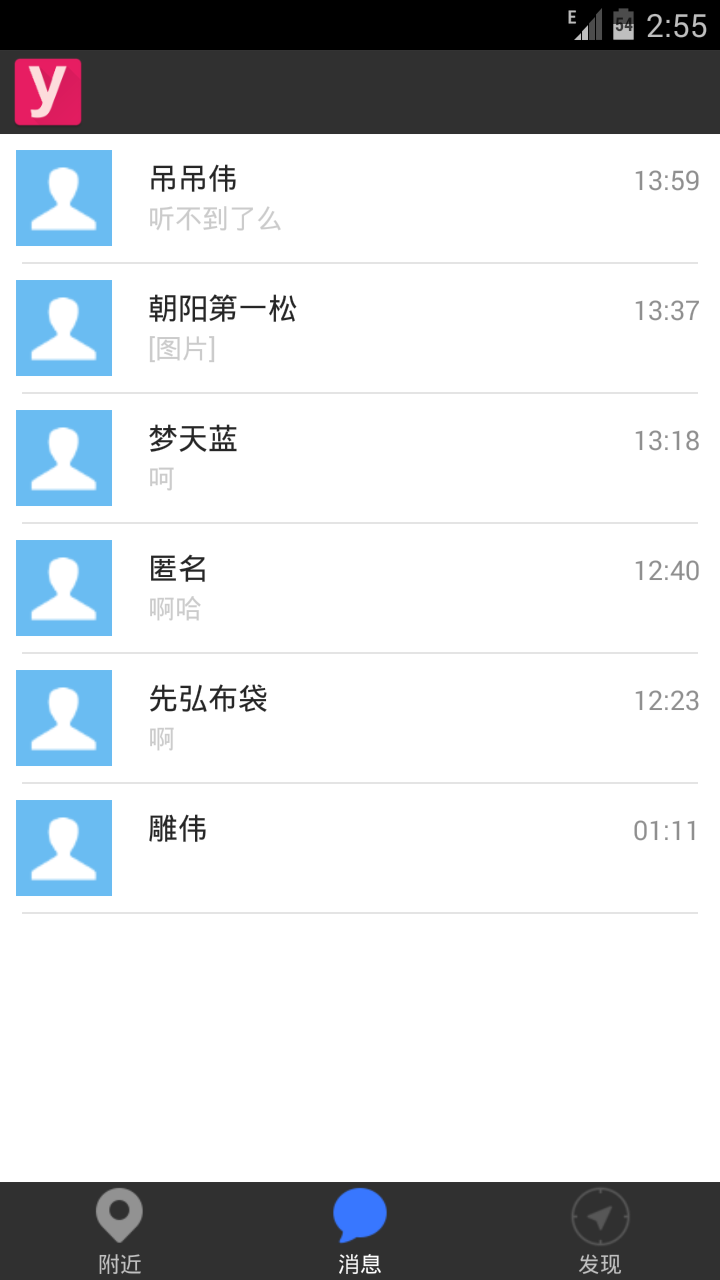 E
54
2:55
y
吊吊伟
13:59
听不到了么
朝阳第一松
13:37
[图片]
梦天蓝
13:18
呵
匿名
12:40
啊哈
先弘布袋
12:23
啊
雕伟
01:11
附近
消息
发现